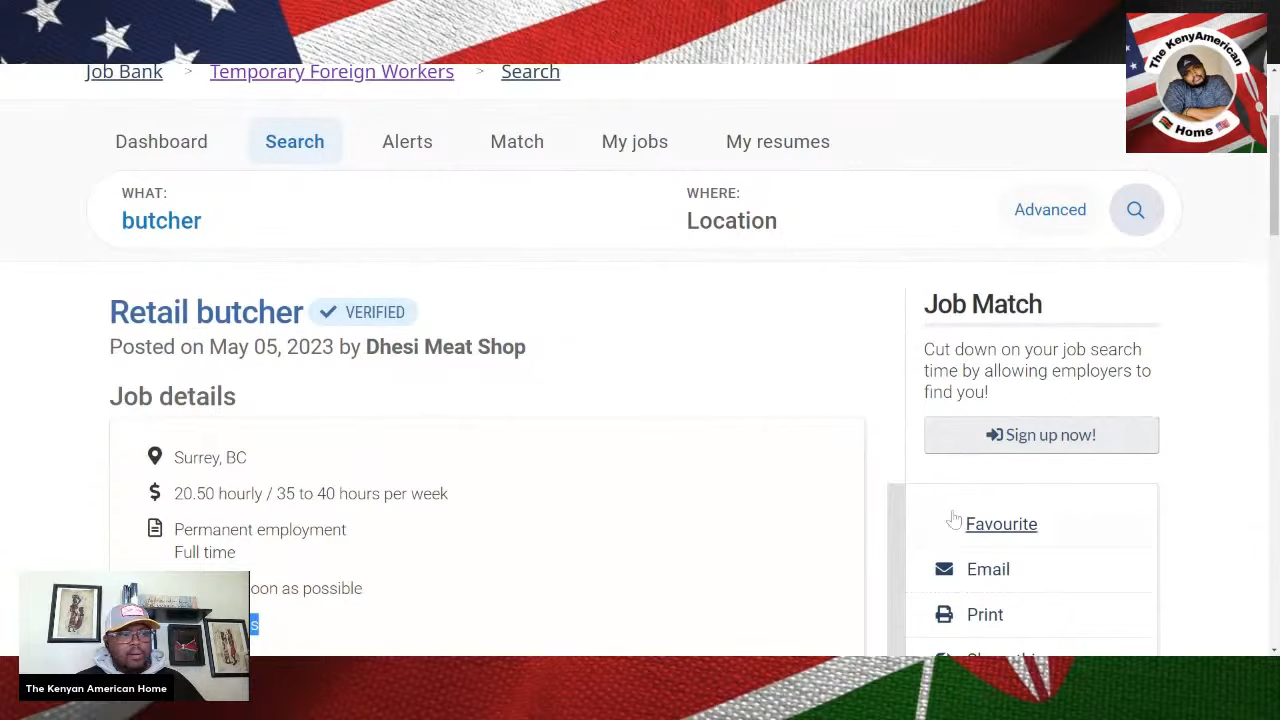 Job Bank > Temporary Foreign Workers > Search
The KenyAmerican
Home
Dashboard Search Alerts Match My jobs My resumes
WHAT:
butcher
WHERE:
Location
Advanced
Retail butcher VERIFIED
Posted on May 05, 2023 by Dhesi Meat Shop
Job details
Surrey, BC
$ 20.50 hourly / 35 to 40 hours per week
Permanent employment
Full time
soon as possible
s
Job Match
Cut down on your job search
time by allowing employers to
find you!
Sign up now!
Favourite
Email
Print
The Kenyan American Home